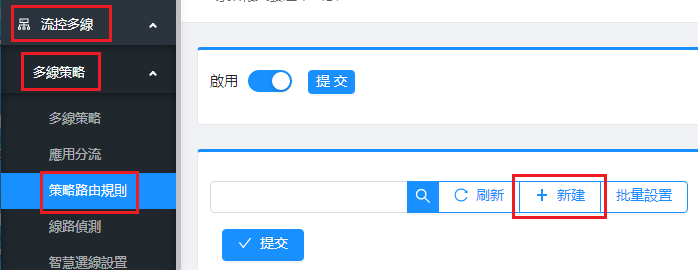 流控多線
多線策略
多線策略
應用分流
策略路由規則
線路偵測
智慧選線設置
啟用 提交
刷新 新建 批量設置
提交